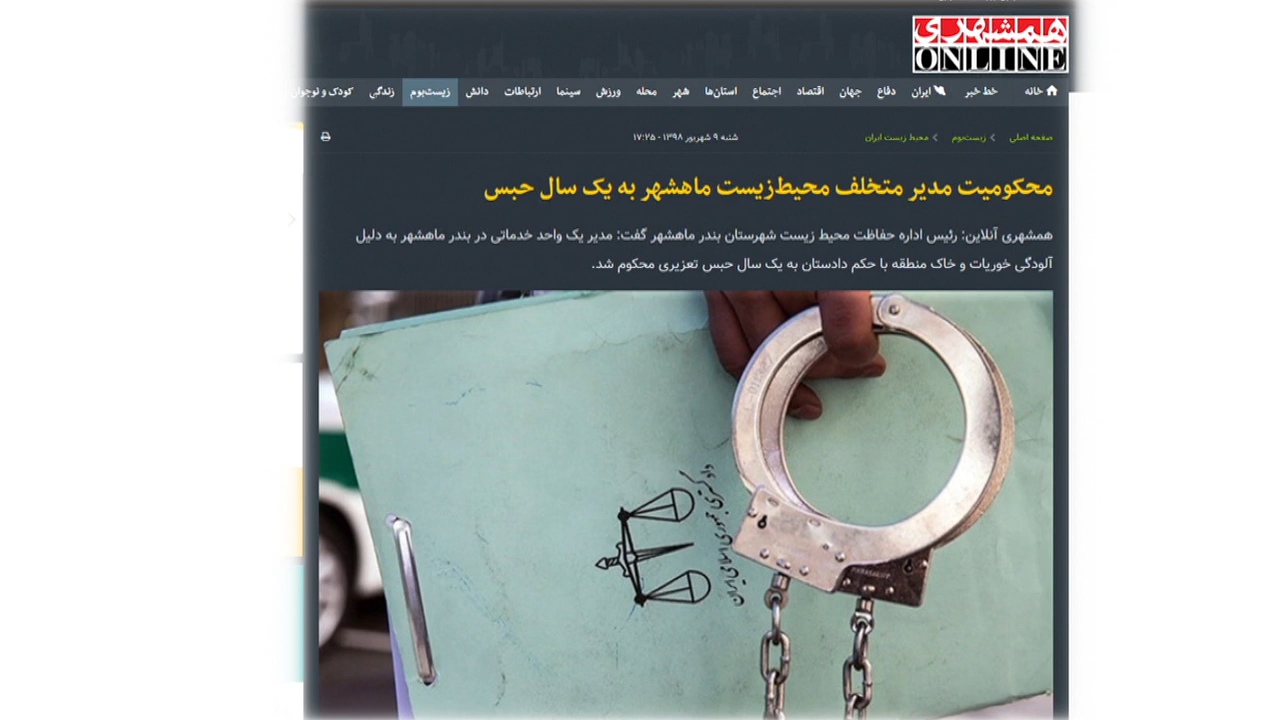 همشهری
ONLINE
خانه خط خبر ایران دفاع جهان اقتصاد اجتماع استان‌ها شهر محله ورزش سینما ارتباطات دانش زیست‌بوم زندگی کودک و نوجوان
صفحه اصلی زیست‌بوم محیط زیست ایران شنبه ۹ شهریور ۱۳۹۸ - ۱۷:۲۵
محکومیت مدیر متخلف محیط‌زیست ماهشهر به یک سال حبس
همشهری آنلاین: رئیس اداره حفاظت محیط زیست شهرستان بندر ماهشهر گفت: مدیر یک واحد خدماتی در بندر ماهشهر به دلیل
آلودگی خوریات و خاک منطقه با حکم دادستان به یک سال حبس تعزیری محکوم شد.
دادگستری جمهوری اسلامی ایران